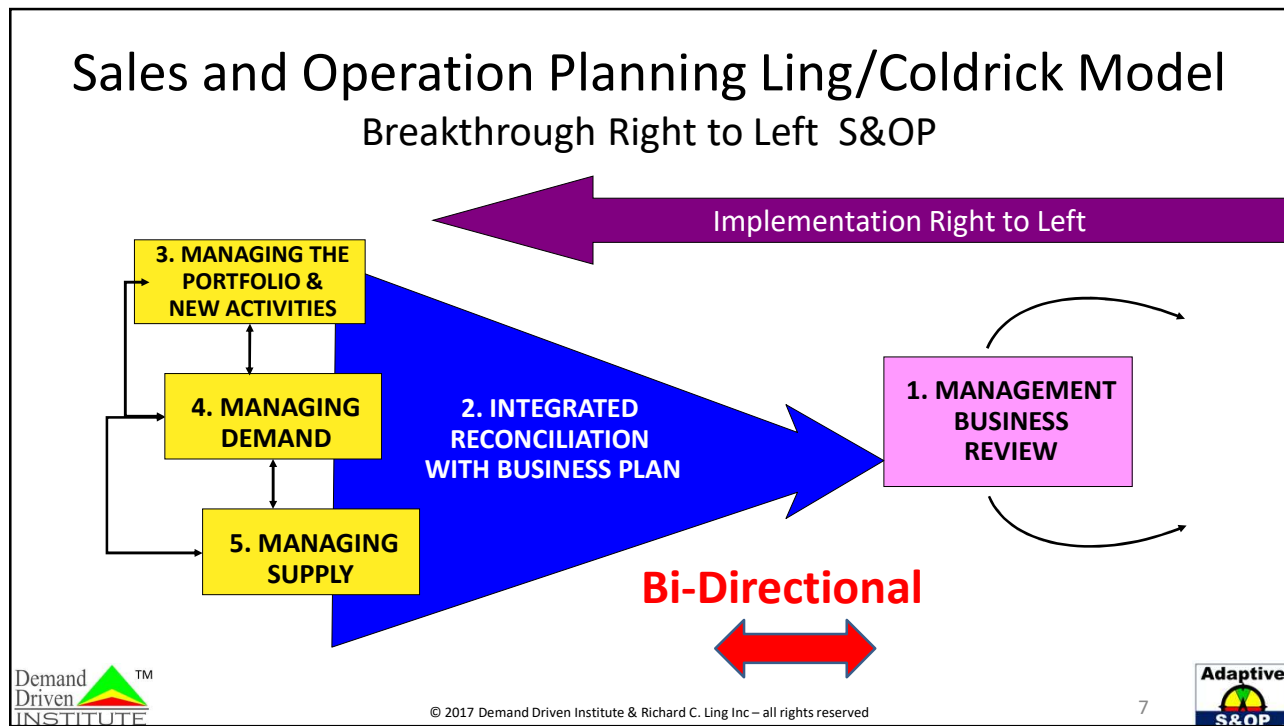 Sales and Operation Planning Ling/Coldrick Model
Breakthrough Right to Left S&OP
Implementation Right to Left
3. MANAGING THE
PORTFOLIO &
NEW ACTIVITIES
4. MANAGING
DEMAND
5. MANAGING
SUPPLY
2. INTEGRATED
RECONCILIATION
WITH BUSINESS PLAN
1. MANAGEMENT
BUSINESS
REVIEW
Bi-Directional
Demand
Driven
INSTITUTE
TM
© 2017 Demand Driven Institute & Richard C. Ling Inc – all rights reserved
7
Adaptive
S&OP